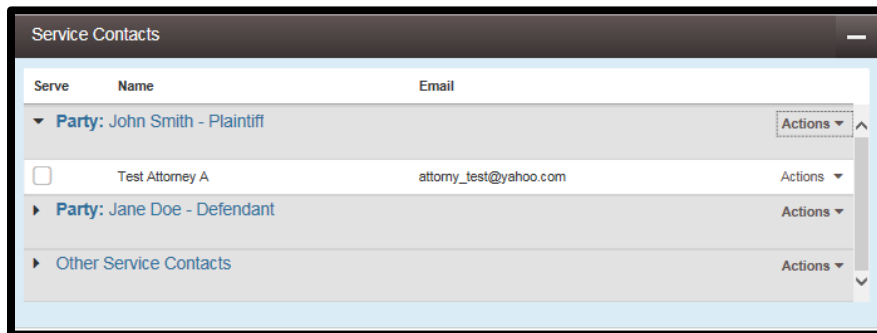 Service Contacts
Serve Name Email
Party: John Smith - Plaintiff Actions
Test Attorney A attorny_test@yahoo.com Actions
Party: Jane Doe - Defendant Actions
Other Service Contacts Actions